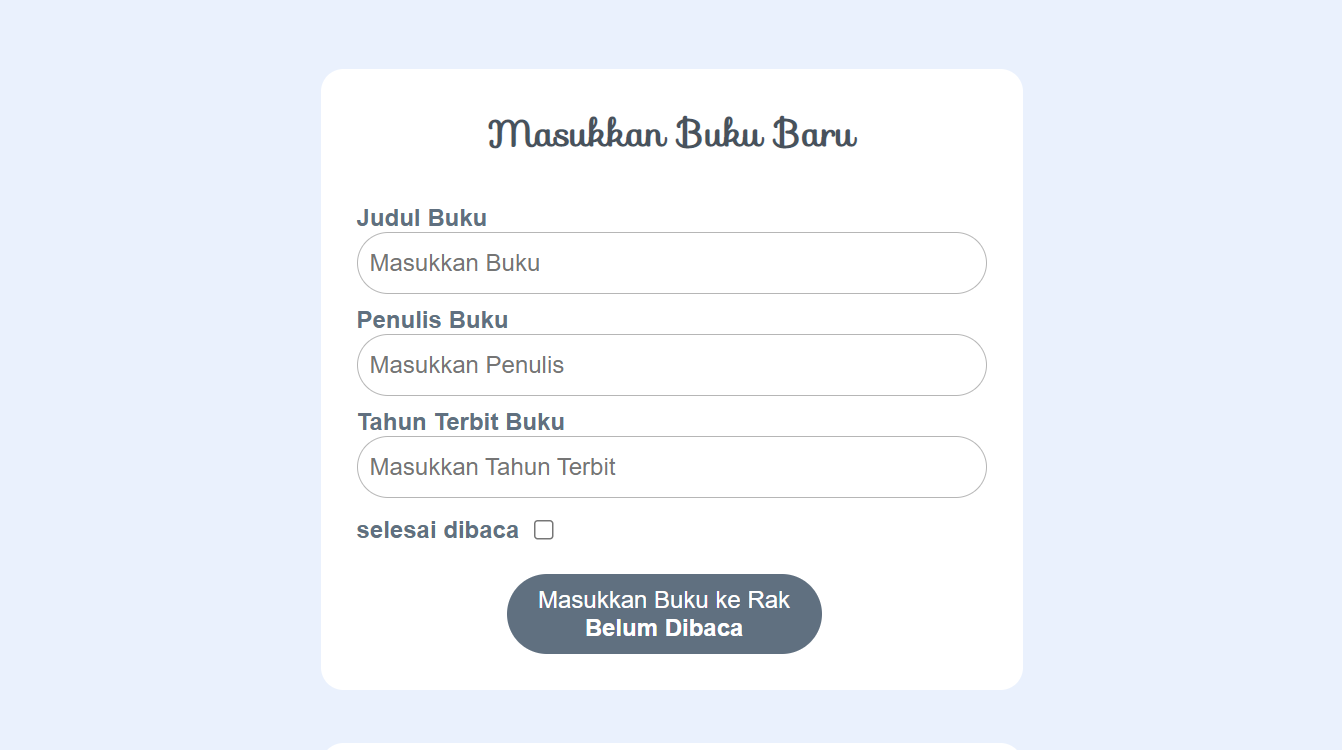 Masukkan Buku Baru
Judul Buku
Masukkan Buku
Penulis Buku
Masukkan Penulis
Tahun Terbit Buku
Masukkan Tahun Terbit
selesai dibaca
Masukkan Buku ke Rak
Belum Dibaca